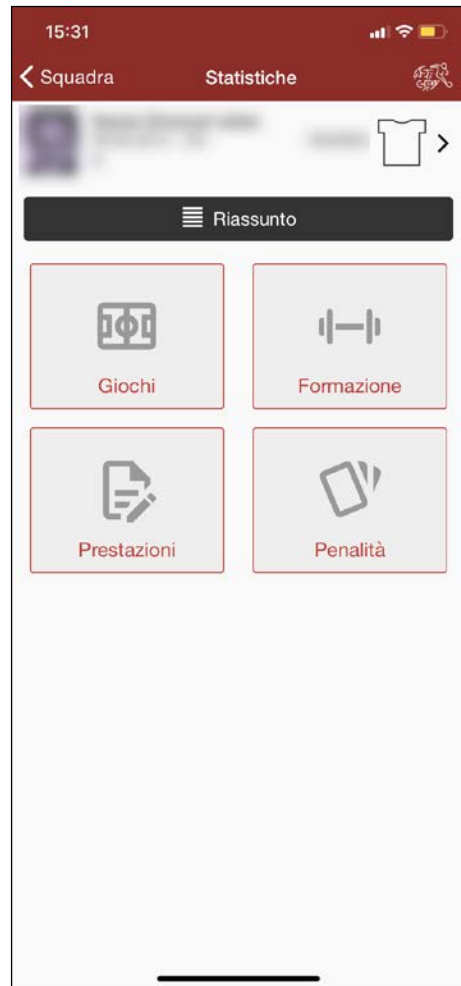 15:31
Squadra
Statistiche
Riassunto
Giochi
Formazione
Prestazioni
Penalità